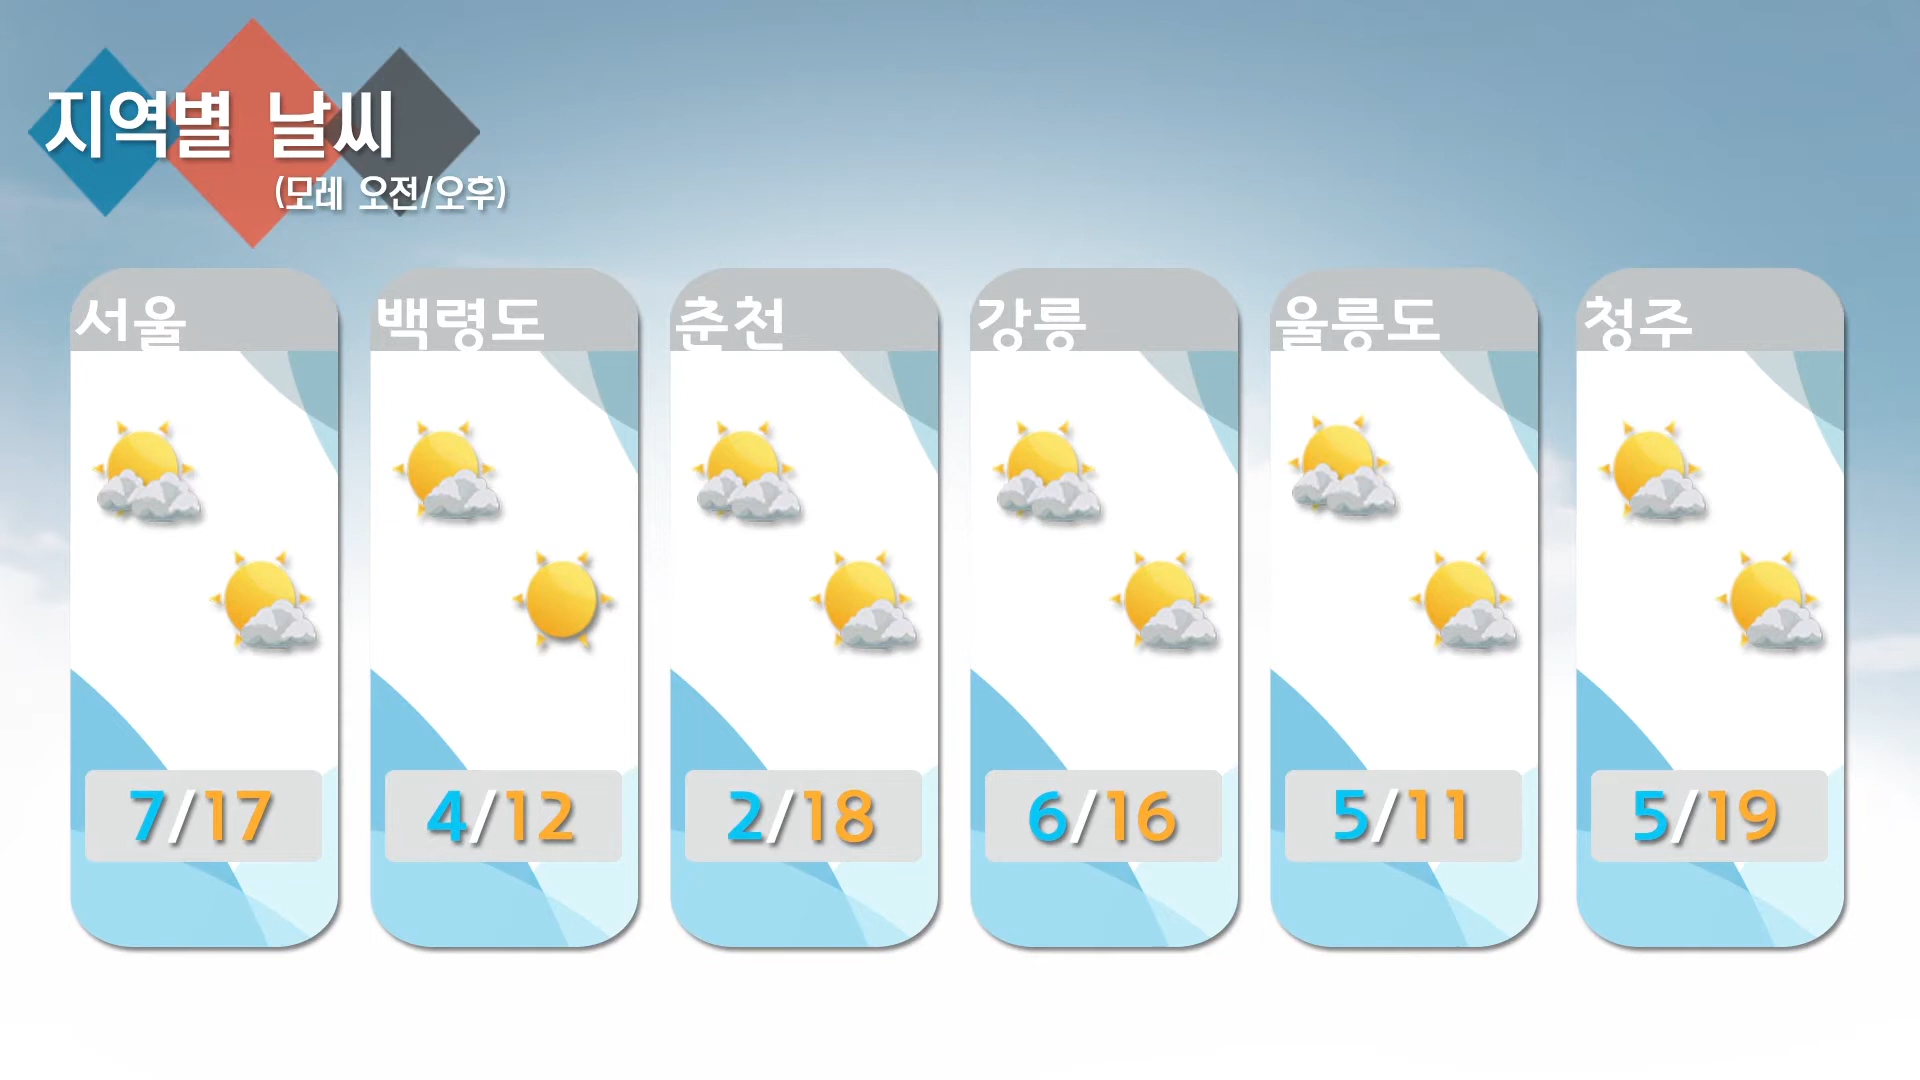 지역별 날씨
(모레 오전/오후)
서울
백령도
춘천
강릉
울릉도
청주
7/17
4/12
2/18
6/16
5/11
5/19